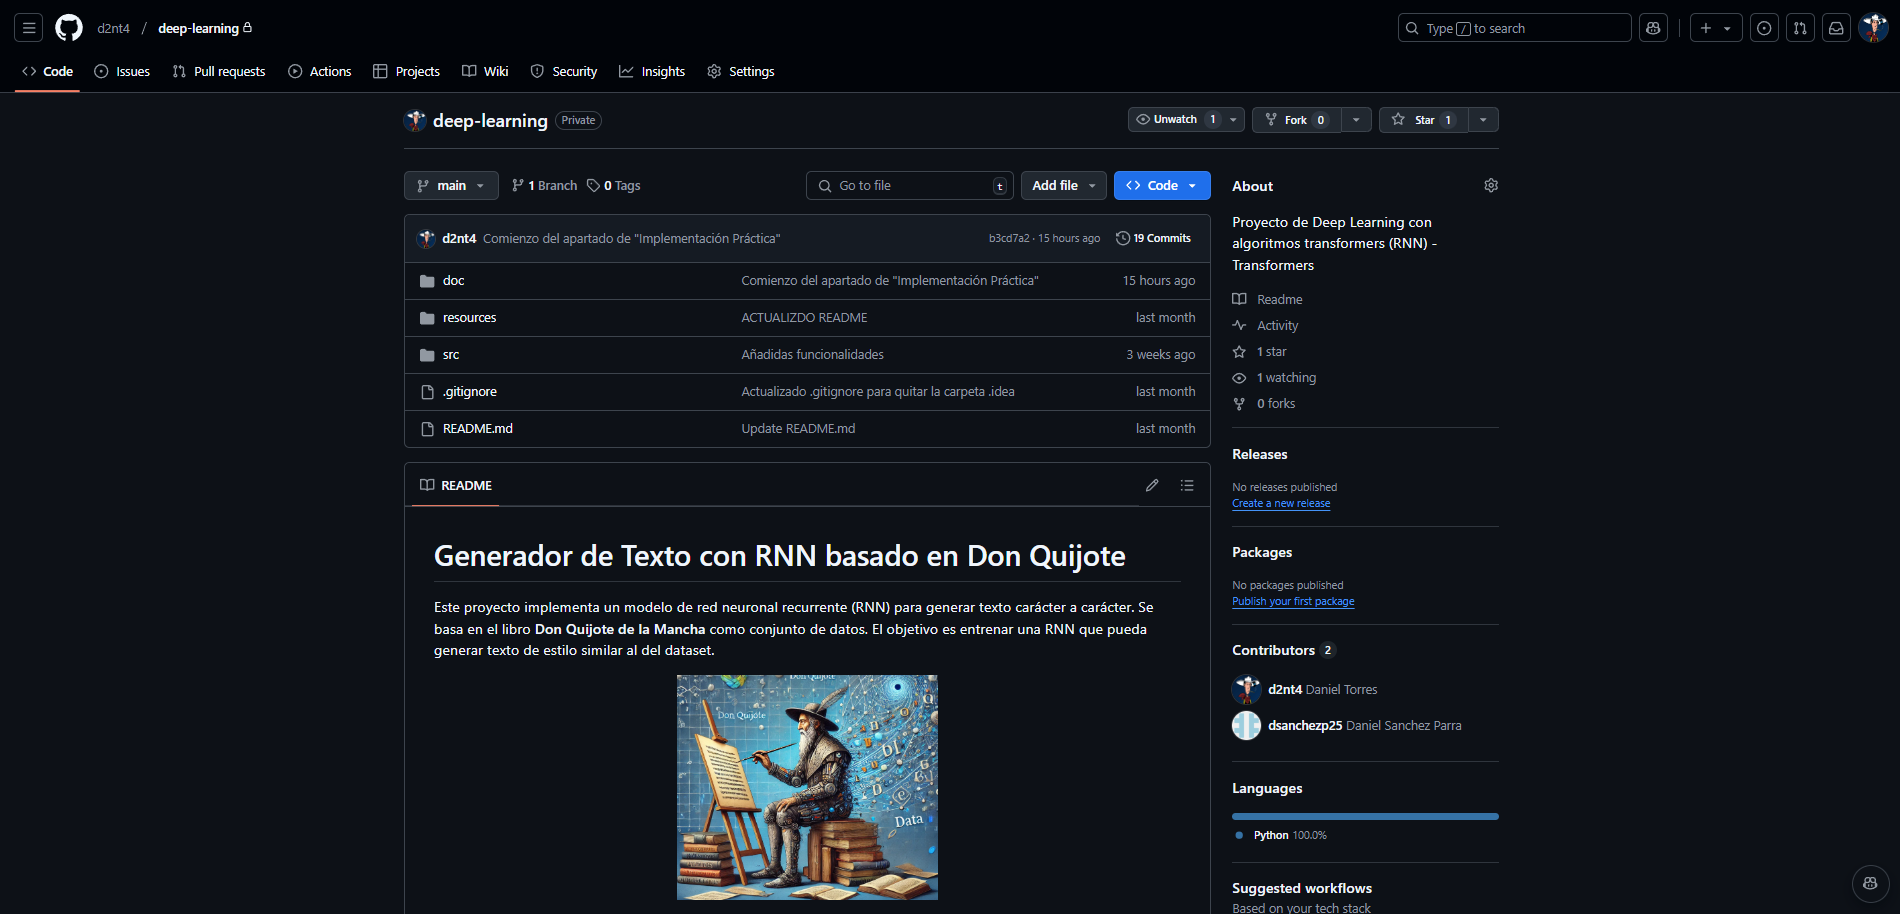 d2nt4 / deep-learning
Type / to search
Code Issues Pull requests Actions Projects Wiki Security Insights Settings
deep-learning Private
Unwatch 1 Fork 0 Star 1
main 1 Branch 0 Tags
Go to file t Add file Code
d2nt4 Comienzo del apartado de "Implementación Práctica" b3cd7a2 · 15 hours ago 19 Commits
doc Comienzo del apartado de "Implementación Práctica" 15 hours ago
resources ACTUALIZDO README last month
src Añadidas funcionalidades 3 weeks ago
.gitignore Actualizado .gitignore para quitar la carpeta .idea last month
README.md Update README.md last month
README
Generador de Texto con RNN basado en Don Quijote
Este proyecto implementa un modelo de red neuronal recurrente (RNN) para generar texto carácter a carácter. Se
basa en el libro Don Quijote de la Mancha como conjunto de datos. El objetivo es entrenar una RNN que pueda
generar texto de estilo similar al del dataset.
Don Quijote
Don Quijote
Data
About
Proyecto de Deep Learning con
algoritmos transformers (RNN) -
Transformers
Readme
Activity
1 star
1 watching
0 forks
Releases
No releases published
Create a new release
Packages
No packages published
Publish your first package
Contributors 2
d2nt4 Daniel Torres
dsanchezp25 Daniel Sanchez Parra
Languages
Python 100.0%
Suggested workflows
Based on your tech stack